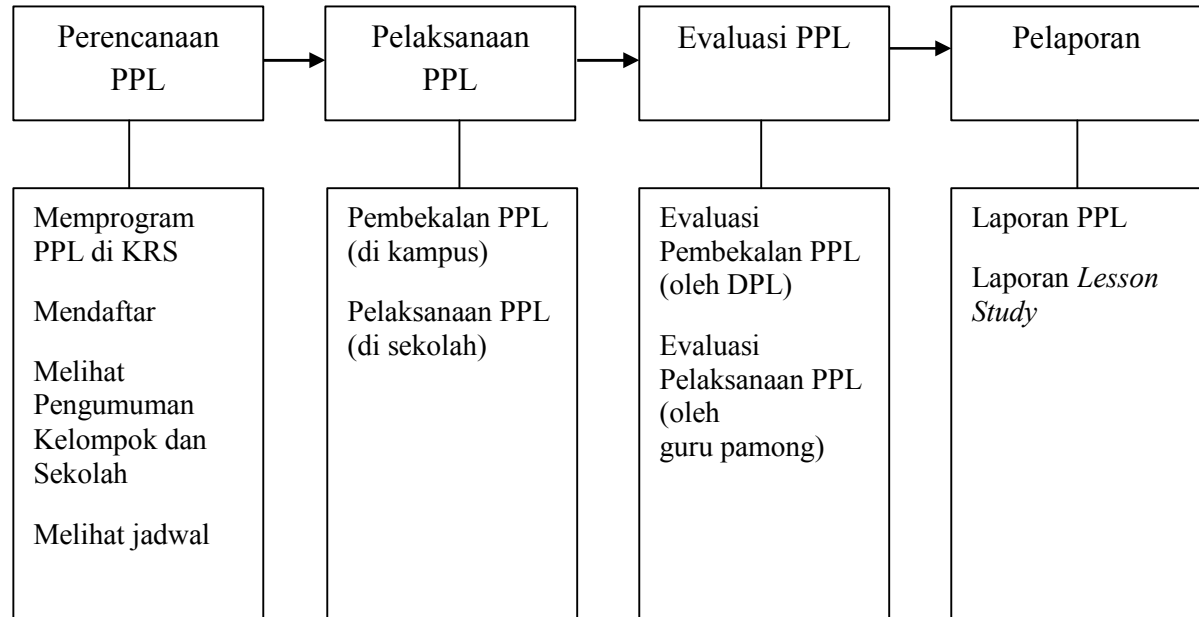 Perencanaan
PPL
Pelaksanaan
PPL
Evaluasi PPL
Pelaporan
Memprogram
PPL di KRS
Mendaftar
Melihat
Pengumuman
Kelompok dan
Sekolah
Melihat jadwal
Pembekalan PPL
(di kampus)
Pelaksanaan PPL
(di sekolah)
Evaluasi
Pembekalan PPL
(oleh DPL)
Evaluasi
Pelaksanaan PPL
(oleh
guru pamong)
Laporan PPL
Laporan Lesson
Study